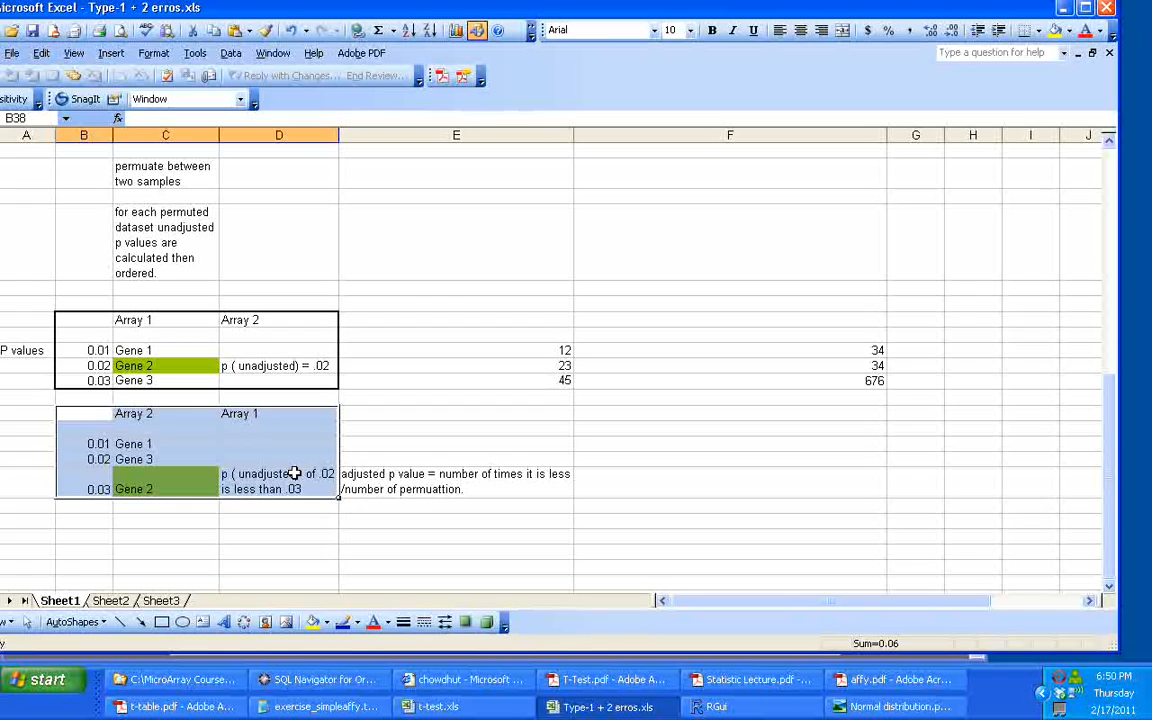 Microsoft Excel - Type-1 + 2 erros.xls
Arial 10 B I U $ % ,
File Edit View Insert Format Tools Data Window Help Adobe PDF Type a question for help
Reply with Changes... End Review...
sitivity SnagIt Window
B38 fx
A B C D E F G H I J
permuate between
two samples
for each permuted
dataset unadjusted
p values are
calculated then
ordered.
Array 1 Array 2
P values 0.01 Gene 1 12 34
0.02 Gene 2 p ( unadjusted) = .02 23 34
0.03 Gene 3 45 676
Array 2 Array 1
0.01 Gene 1
0.02 Gene 3
p ( unadjusted of .02 adjusted p value = number of times it is less
0.03 Gene 2 is less than .03 /number of permuattion.
Sheet1 Sheet2 Sheet3
AutoShapes
Sum=0.06
start C:\MicroArray Course... SQL Navigator for Or... chowdhut - Microsoft ... T-Test.pdf - Adobe A... Statistic Lecture.pdf -... affy.pdf - Adobe Acr... 6:50 PM
Thursday
t-table.pdf - Adobe A... exercise_simpleaffy.t... t-test.xls Type-1 + 2 erros.xls RGui Normal distribution.p... 2/17/2011